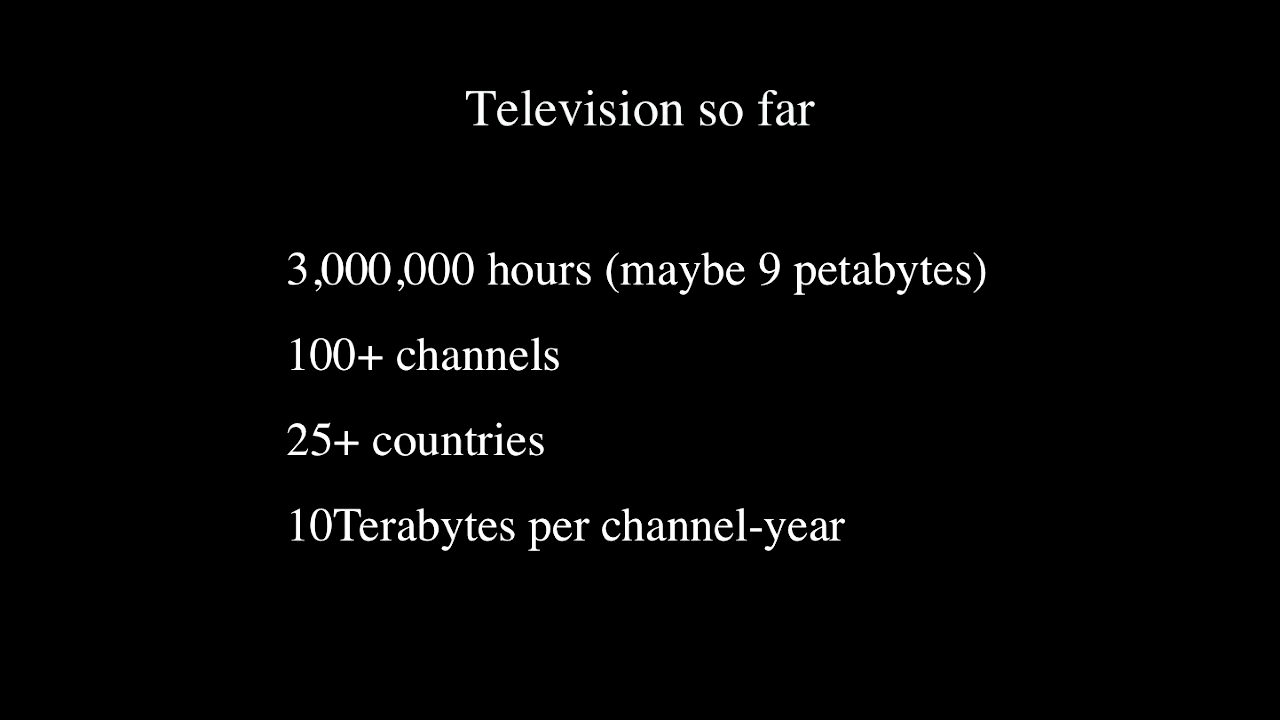 Television so far
3,000,000 hours (maybe 9 petabytes)
100+ channels
25+ countries
10Terabytes per channel-year